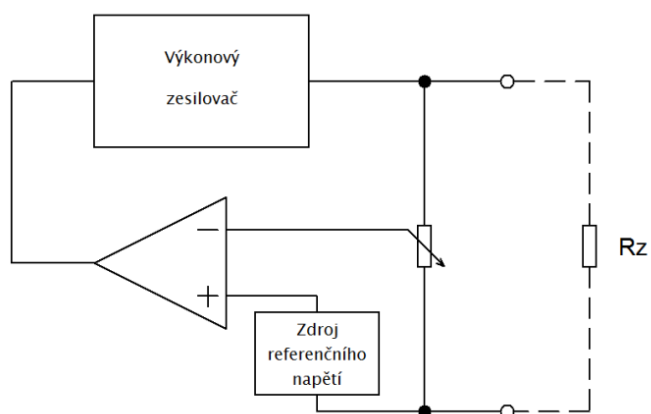 Výkonový
zesilovač
−
+
Zdroj
referenčního
napětí
Rz